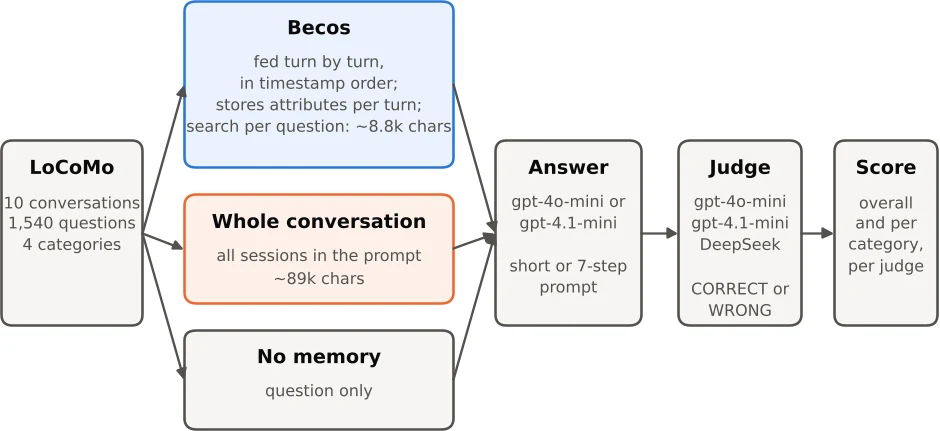 LoCoMo
10 conversations
1,540 questions
4 categories
Becos
fed turn by turn,
in timestamp order;
stores attributes per turn;
search per question: ~8.8k chars
Whole conversation
all sessions in the prompt
~89k chars
No memory
question only
Answer
gpt-4o-mini or
gpt-4.1-mini
short or 7-step
prompt
Judge
gpt-4o-mini
gpt-4.1-mini
DeepSeek
CORRECT or
WRONG
Score
overall
and per
category,
per judge